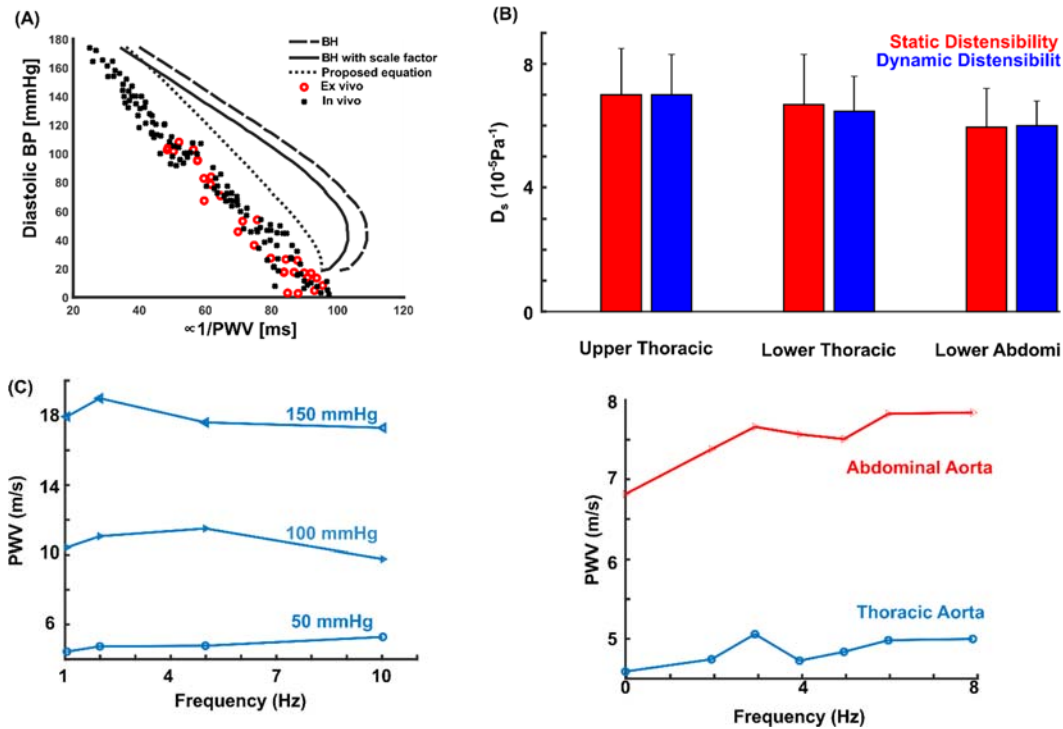 (A)
180
160
140
120
100
80
60
40
20
0
Diastolic BP [mmHg]
BH
BH with scale factor
Proposed equation
Ex vivo
In vivo
20
40
60
80
100
120
∝1/PWV [ms]
(B)
Static Distensibility
Dynamic Distensibilit
8
4
0
Dₛ (10⁻⁵Pa⁻¹)
Upper Thoracic
Lower Thoracic
Lower Abdomi
(C)
18
14
10
6
PWV (m/s)
150 mmHg
100 mmHg
50 mmHg
1
4
7
10
Frequency (Hz)
8
7
6
5
PWV (m/s)
Abdominal Aorta
Thoracic Aorta
0
4
8
Frequency (Hz)